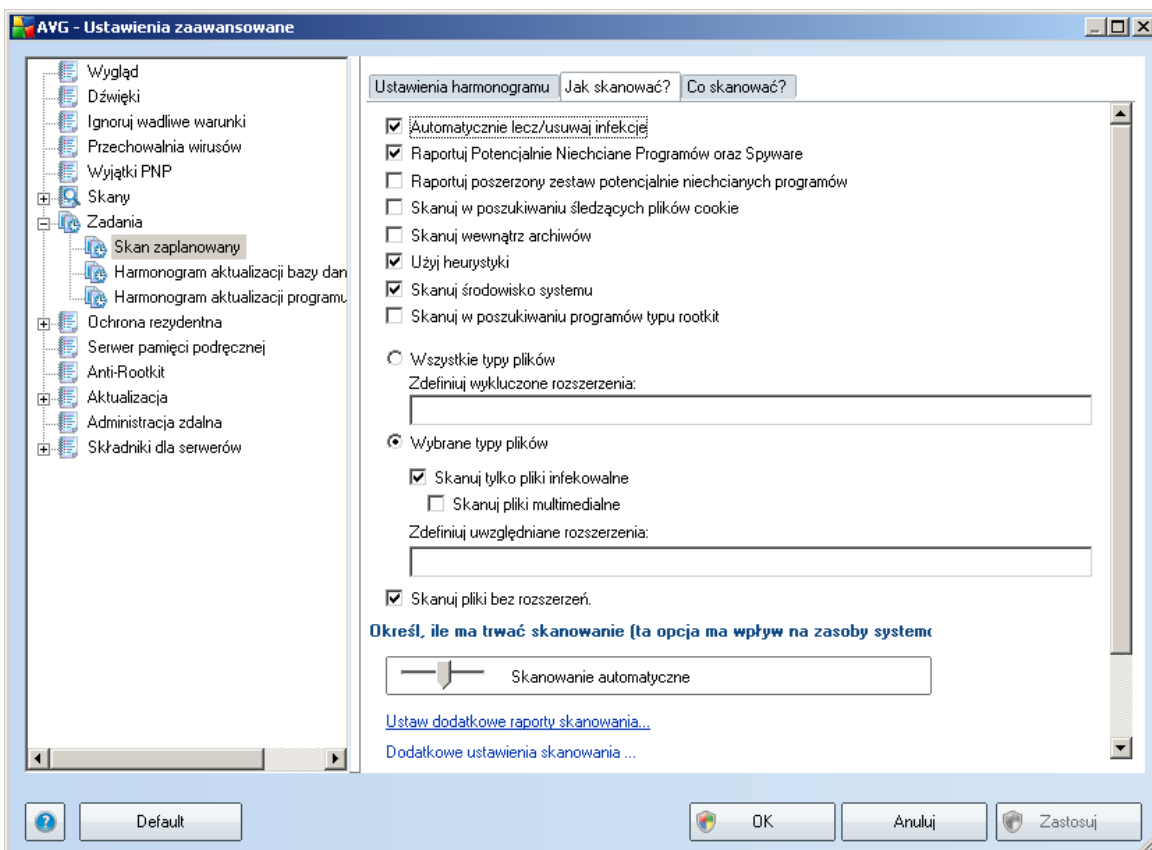 AVG - Ustawienia zaawansowane
Wygląd
Dźwięki
Ignoruj wadliwe warunki
Przechowalnia wirusów
Wyjątki PNP
Skany
Zadania
Skan zaplanowany
Harmonogram aktualizacji bazy dan
Harmonogram aktualizacji programu
Ochrona rezydentna
Serwer pamięci podręcznej
Anti-Rootkit
Aktualizacja
Administracja zdalna
Składniki dla serwerów
Ustawienia harmonogramu
Jak skanować?
Co skanować?
Automatycznie lecz/usuwaj infekcje
Raportuj Potencjalnie Niechciane Programów oraz Spyware
Raportuj poszerzony zestaw potencjalnie niechcianych programów
Skanuj w poszukiwaniu śledzących plików cookie
Skanuj wewnątrz archiwów
Użyj heurystyki
Skanuj środowisko systemu
Skanuj w poszukiwaniu programów typu rootkit
Wszystkie typy plików
Zdefiniuj wykluczone rozszerzenia:
Wybrane typy plików
Skanuj tylko pliki infekowalne
Skanuj pliki multimedialne
Zdefiniuj uwzględniane rozszerzenia:
Skanuj pliki bez rozszerzeń.
Określ, ile ma trwać skanowanie (ta opcja ma wpływ na zasoby systemo
Skanowanie automatyczne
Ustaw dodatkowe raporty skanowania...
Dodatkowe ustawienia skanowania ...
Default
OK
Anuluj
Zastosuj